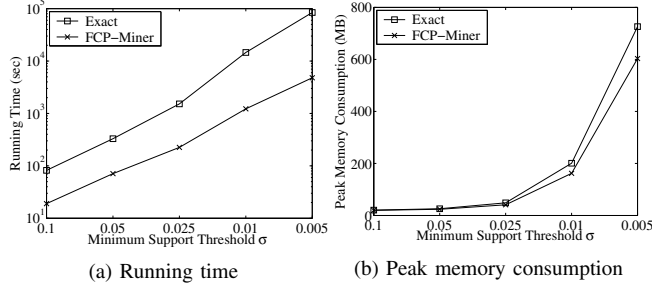 Exact
FCP−Miner
10^5
10^4
10^3
10^2
10^1
Running Time (sec)
0.1 0.05 0.025 0.01 0.005
Minimum Support Threshold σ
(a) Running time
Exact
FCP−Miner
800
600
400
200
0
Peak Memory Consumption (MB)
0.1 0.05 0.025 0.01 0.005
Minimum Support Threshold σ
(b) Peak memory consumption